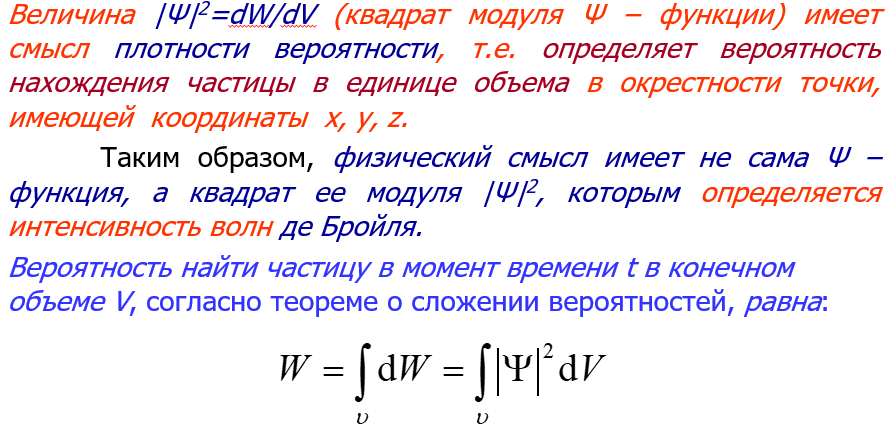 Величина |Ψ|²=dW/dV (квадрат модуля Ψ – функции) имеет
смысл плотности вероятности, т.е. определяет вероятность
нахождения частицы в единице объема в окрестности точки,
имеющей координаты x, y, z.
Таким образом, физический смысл имеет не сама Ψ –
функция, а квадрат ее модуля |Ψ|², которым определяется
интенсивность волн де Бройля.
Вероятность найти частицу в момент времени t в конечном
объеме V, согласно теореме о сложении вероятностей, равна:
W = ∫_υ dW = ∫_υ |Ψ|² dV